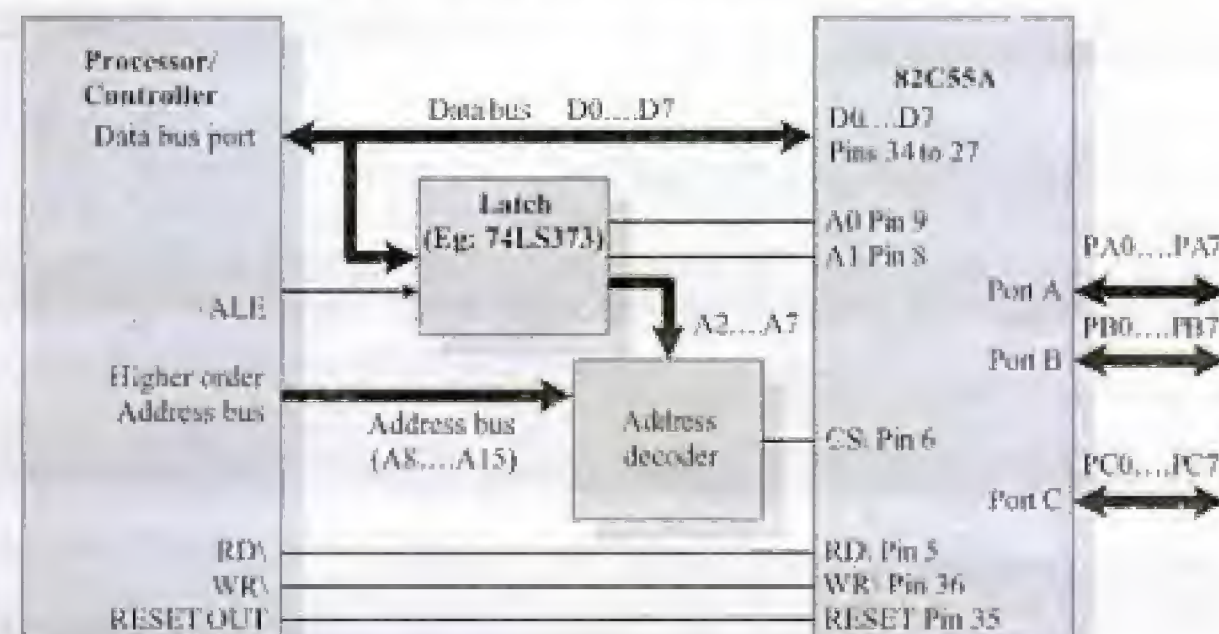 Processor/
Controller
Data bus port
ALE
Higher order
Address bus
RD\
WR\
RESET OUT
Data bus D0....D7
Latch
(Eg: 74LS373)
A2....A7
Address bus
(A8....A15)
Address
decoder
82C55A
D0....D7
Pins 34 to 27
A0 Pin 9
A1 Pin 8
Port A
Port B
CS\ Pin 6
Port C
RD\ Pin 5
WR\ Pin 36
RESET Pin 35
PA0....PA7
PB0....PB7
PC0....PC7